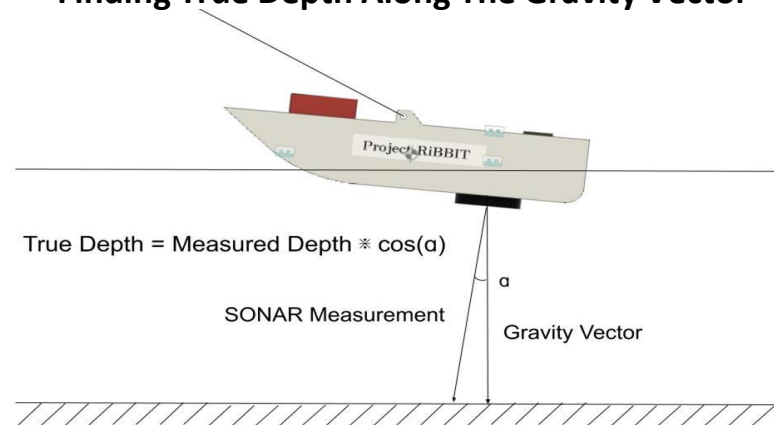 Finding True Depth Along The Gravity Vector
Project RiBBIT
True Depth = Measured Depth ※ cos(α)
α
SONAR Measurement
Gravity Vector